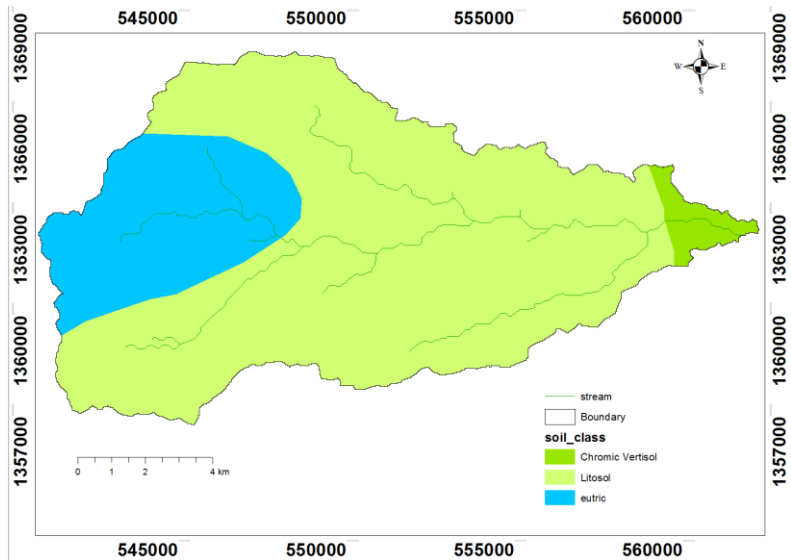 545000 550000 555000 560000
1369000 1369000
N
W E
S
1366000 1366000
1363000 1363000
1360000 1360000
stream
Boundary
soil_class
1357000 1357000
Chromic Vertisol
0 1 2 4 km
Litosol
eutric
545000 550000 555000 560000